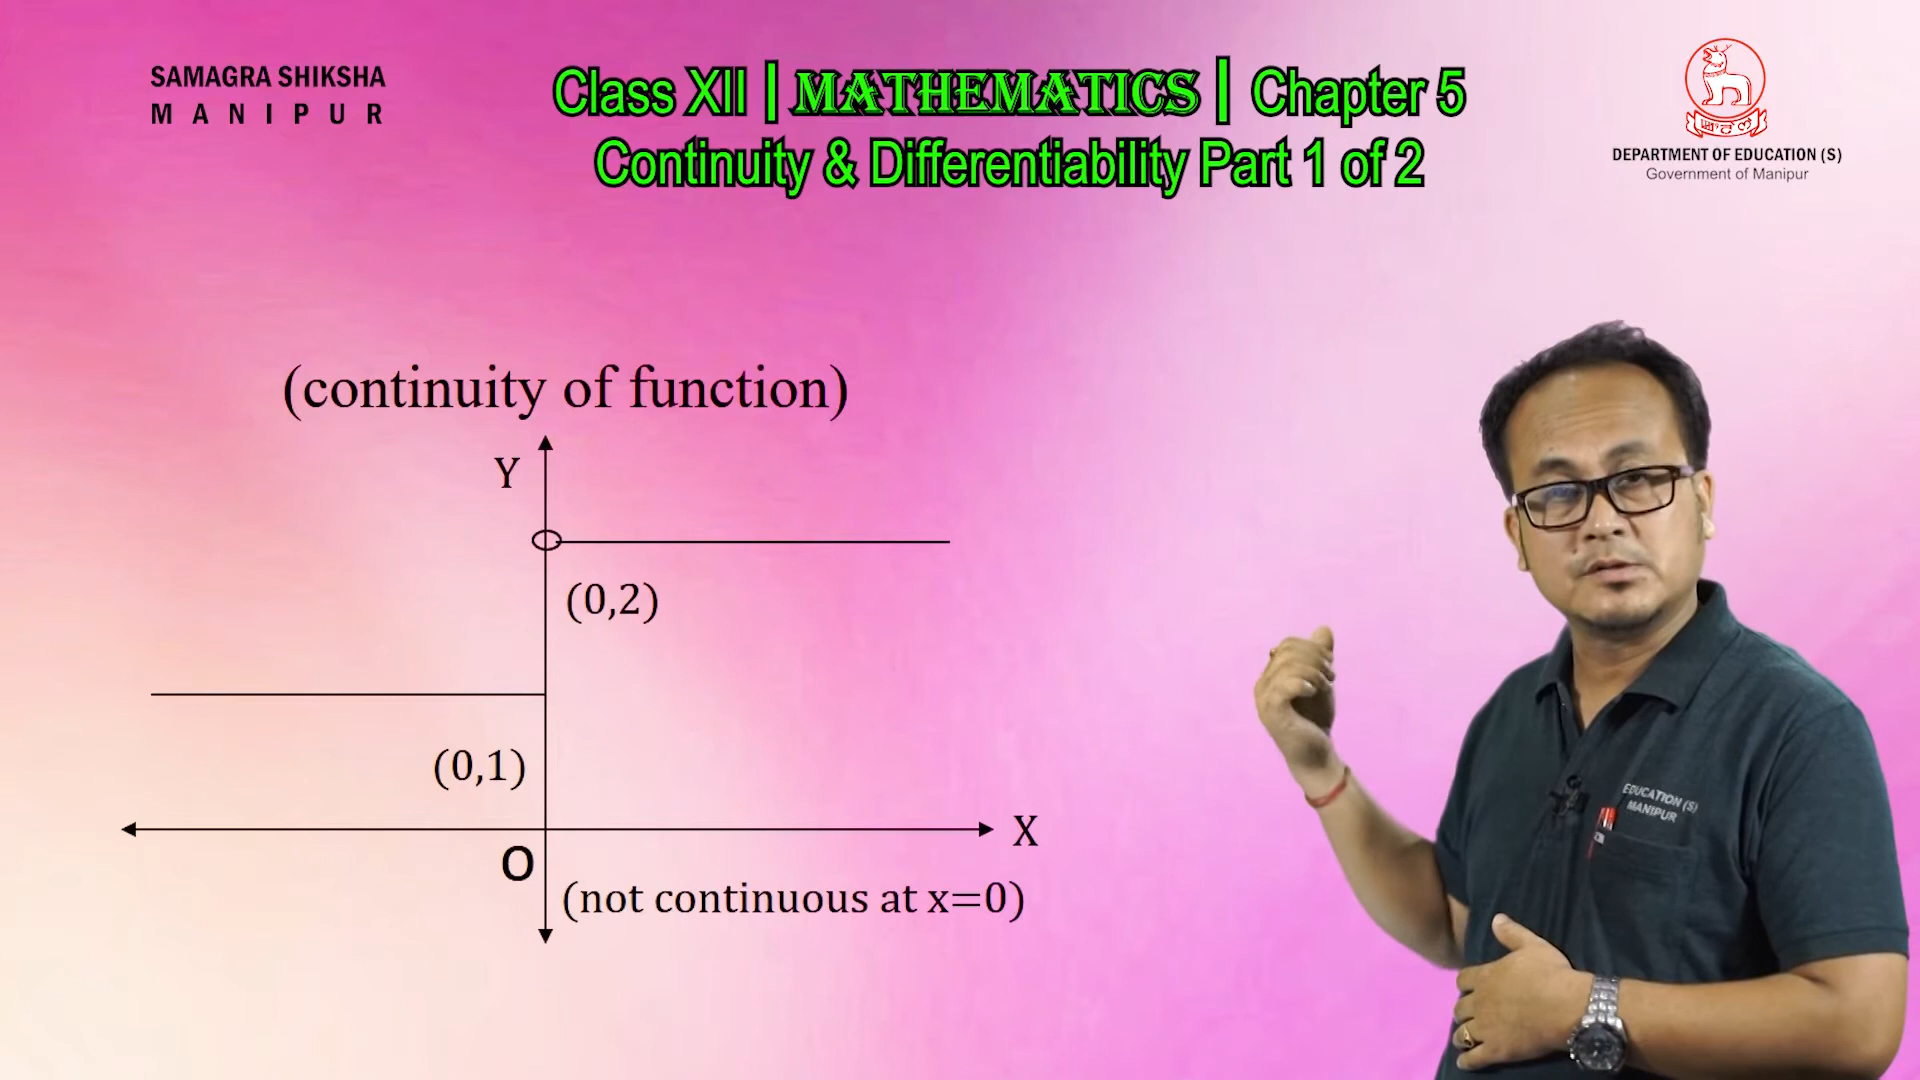 SAMAGRA SHIKSHA
MANIPUR
Class XII | MATHEMATICS | Chapter 5
Continuity & Differentiability Part 1 of 2
DEPARTMENT OF EDUCATION (S)
Government of Manipur
(continuity of function)
Y
(0,2)
(0,1)
X
O
(not continuous at x=0)
EDUCATION (S)
MANIPUR